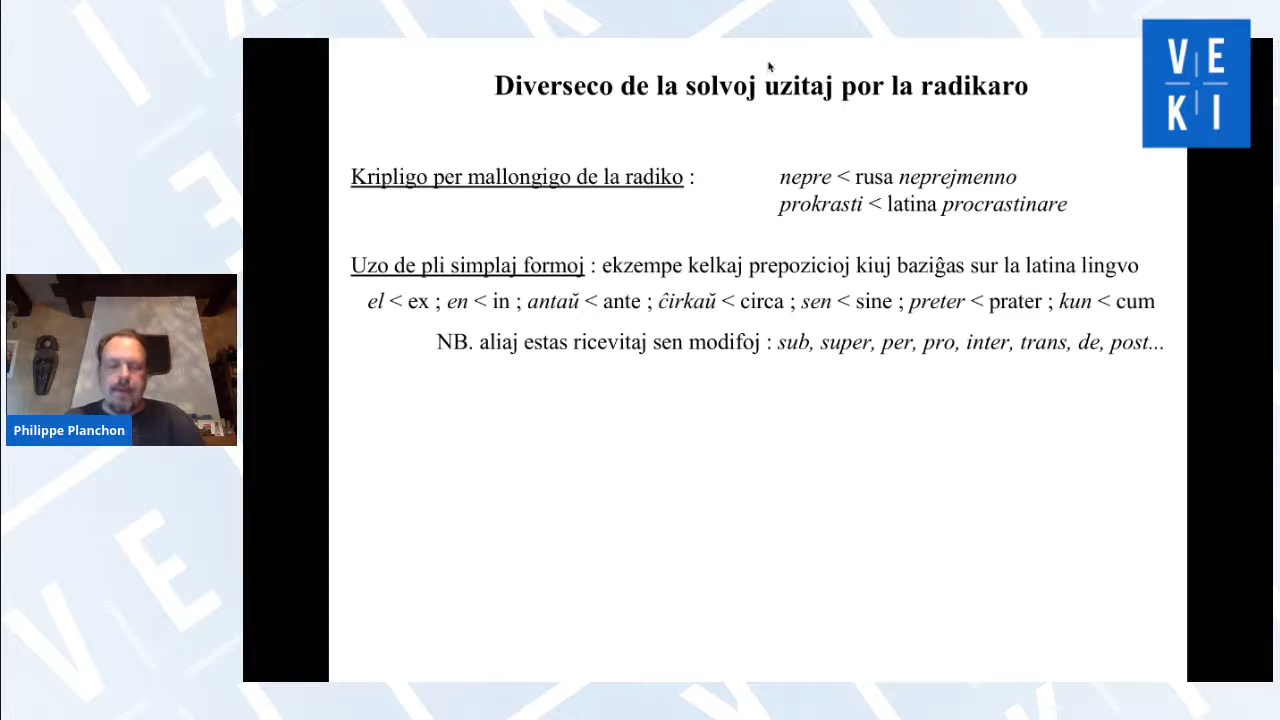 Diverseco de la solvoj uzitaj por la radikaro
VE
KI
Kripligo per mallongigo de la radiko : nepre < rusa neprejmenno
prokrasti < latina procrastinare
Uzo de pli simplaj formoj : ekzempe kelkaj prepozicioj kiuj baziĝas sur la latina lingvo
el < ex ; en < in ; antaŭ < ante ; ĉirkaŭ < circa ; sen < sine ; preter < prater ; kun < cum
NB. aliaj estas ricevitaj sen modifoj : sub, super, per, pro, inter, trans, de, post...
Philippe Planchon